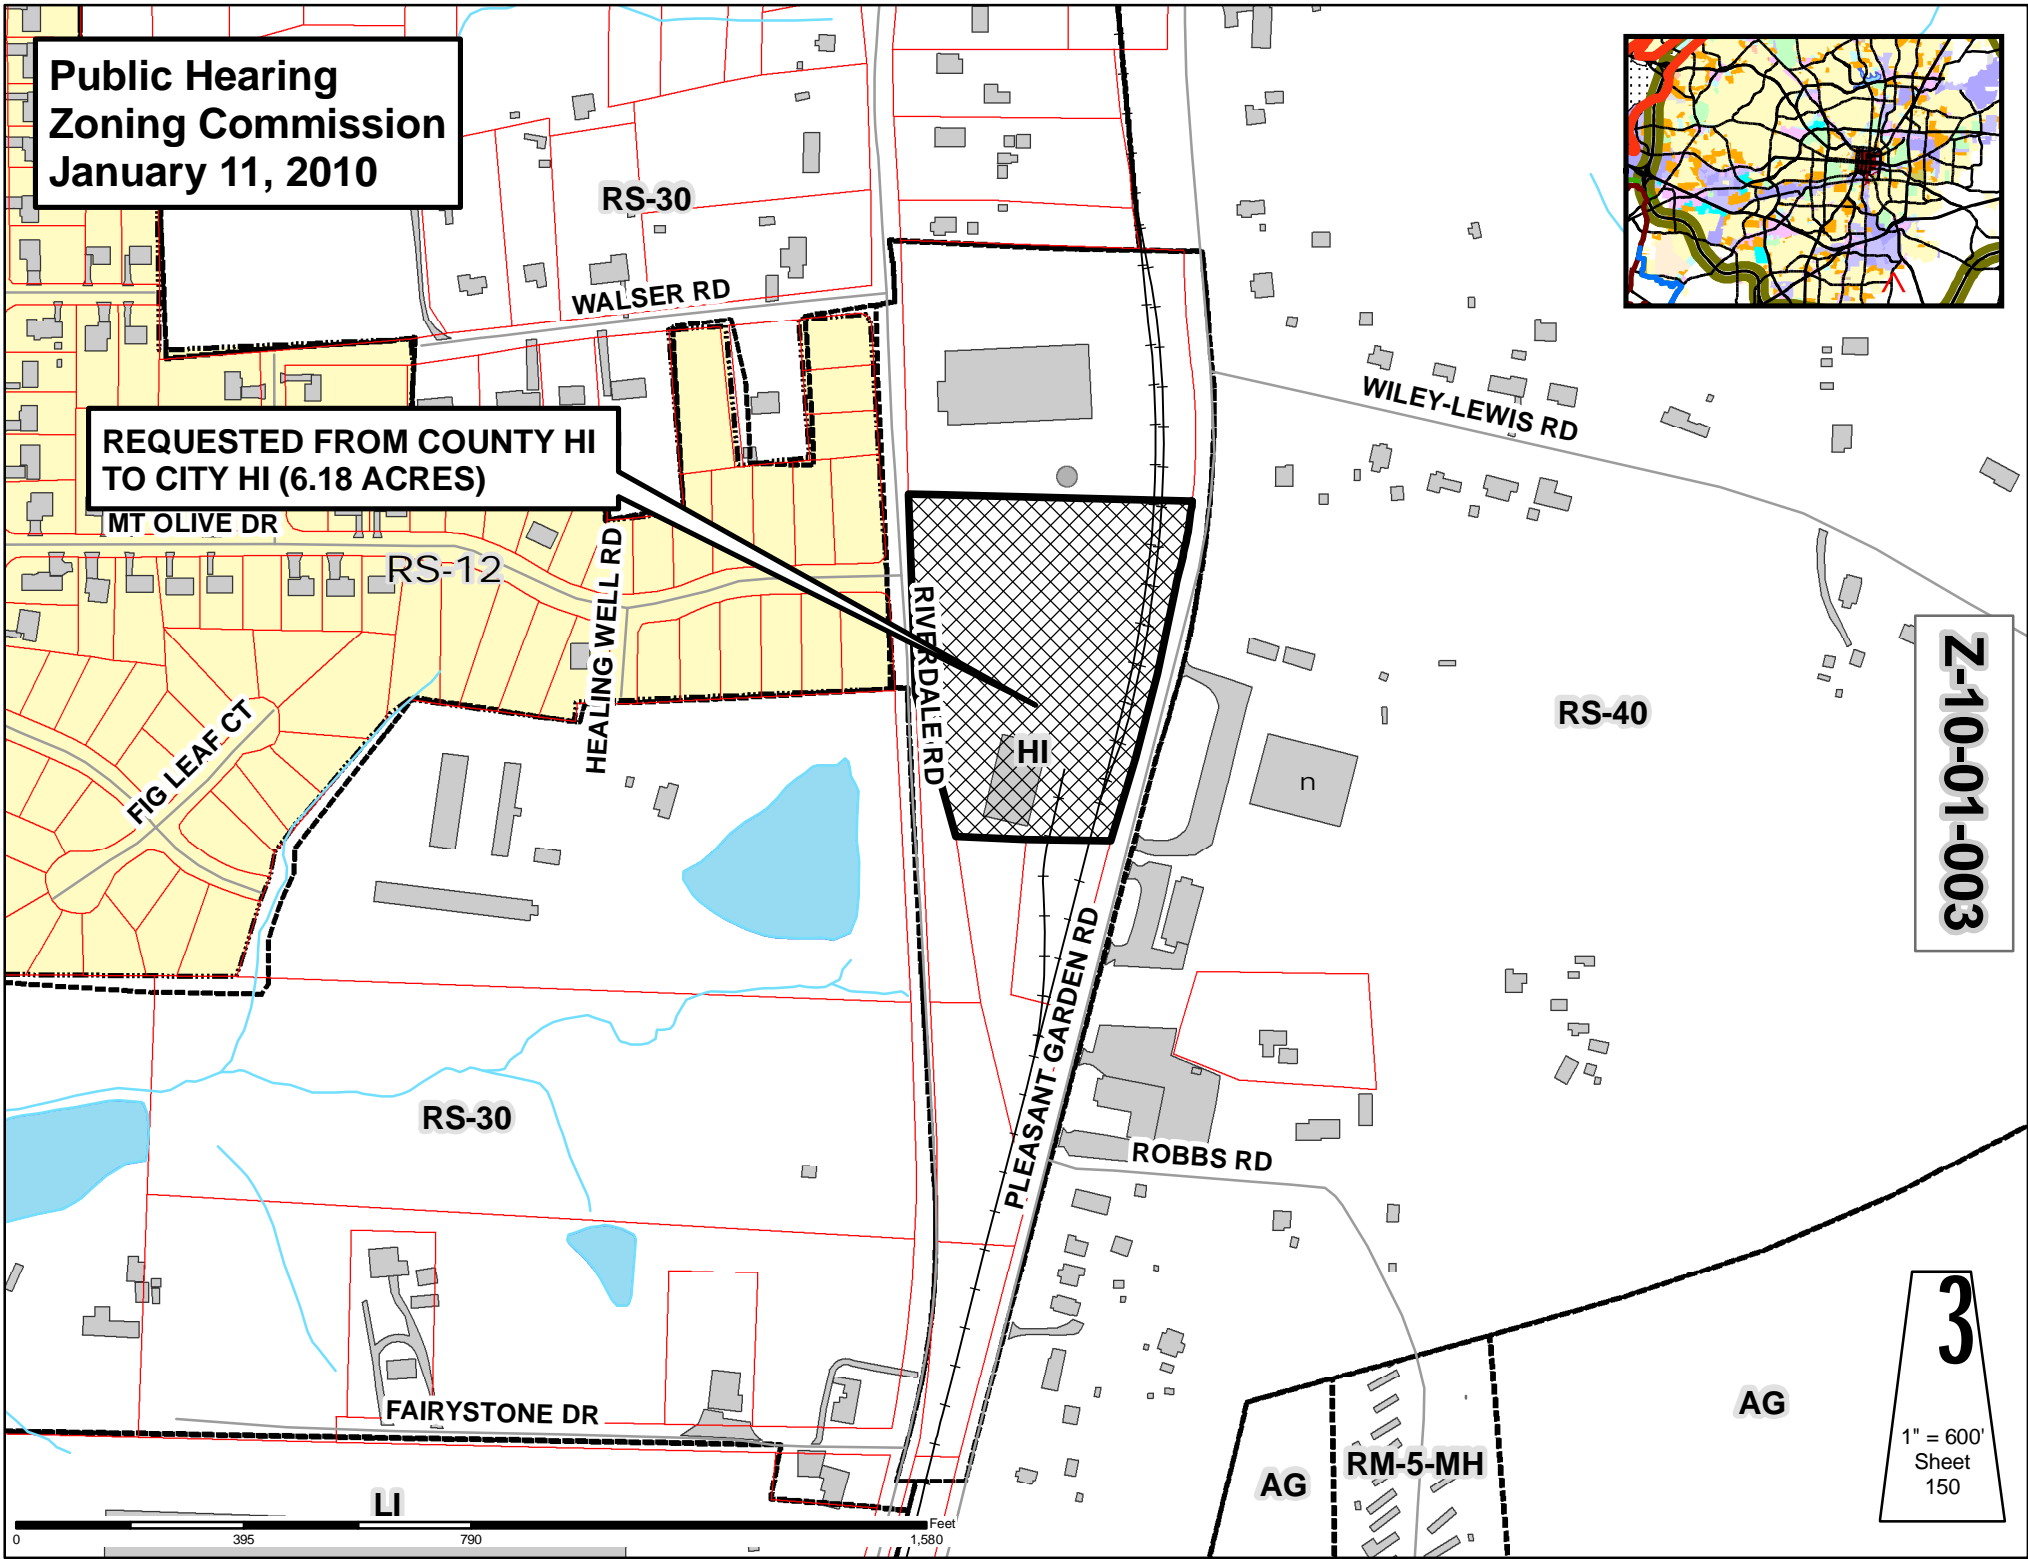 Public Hearing
Zoning Commission
January 11, 2010
RS-30
WALSER RD
WILEY-LEWIS RD
REQUESTED FROM COUNTY HI
TO CITY HI (6.18 ACRES)
MT OLIVE DR
RS-12
HEALING WELL RD
RIVERDALE RD
HI
FIG LEAF CT
n
RS-40
Z-10-01-003
PLEASANT GARDEN RD
RS-30
ROBBS RD
FAIRYSTONE DR
LI
AG
RM-5-MH
AG
3
1" = 600'
Sheet
150
Feet
0
395
790
1,580